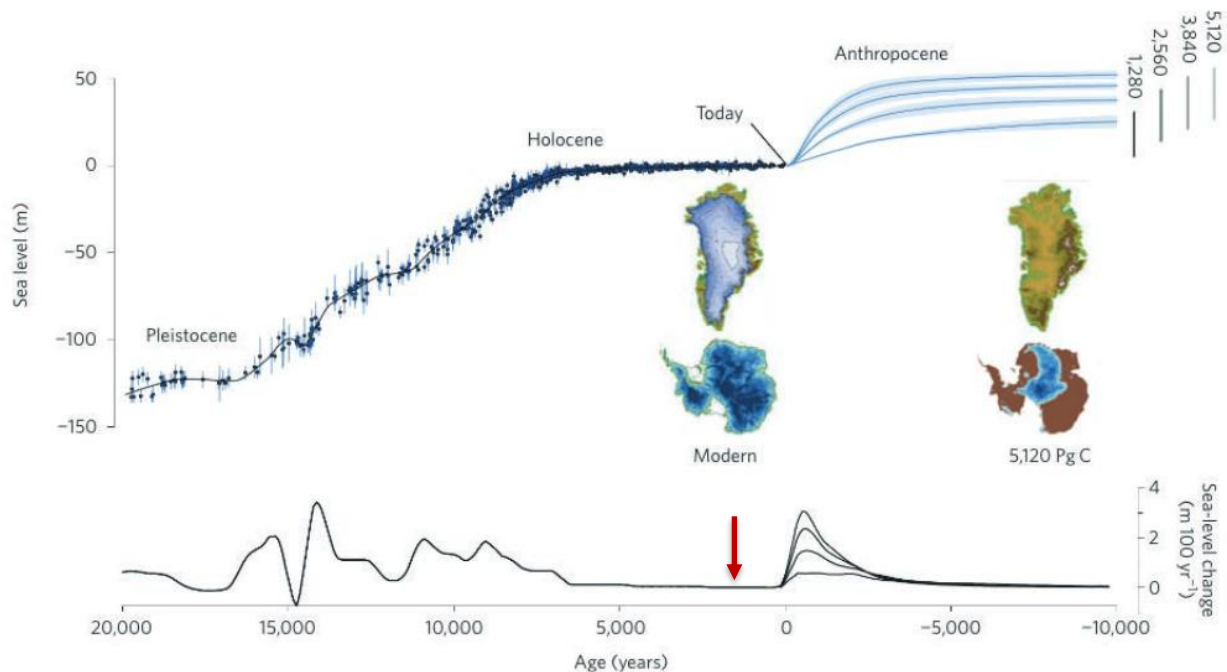 5,120
3,840
2,560
1,280
Anthropocene
50
Today
Holocene
0
−50
Sea level (m)
Pleistocene
−100
−150
Modern
5,120 Pg C
4
2
0
Sea-level change
(m 100 yr⁻¹)
20,000 15,000 10,000 5,000 0 −5,000 −10,000
Age (years)